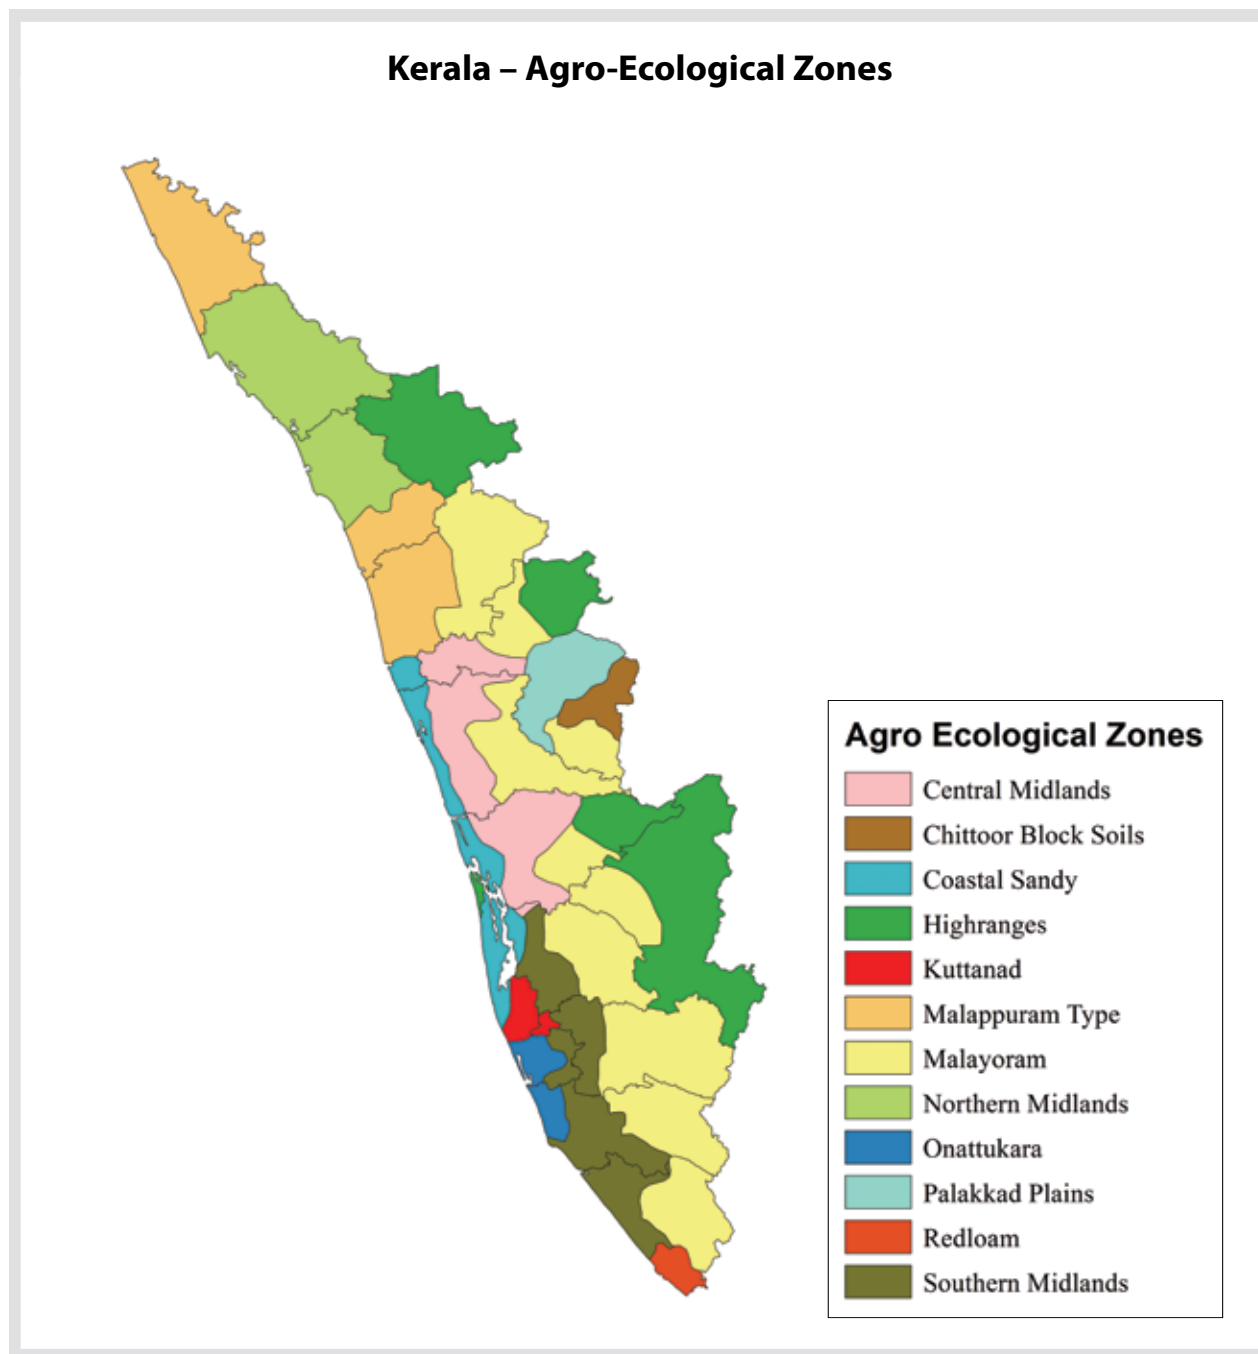 Kerala – Agro-Ecological Zones
Agro Ecological Zones
Central Midlands
Chittoor Block Soils
Coastal Sandy
Highranges
Kuttanad
Malappuram Type
Malayoram
Northern Midlands
Onattukara
Palakkad Plains
Redloam
Southern Midlands